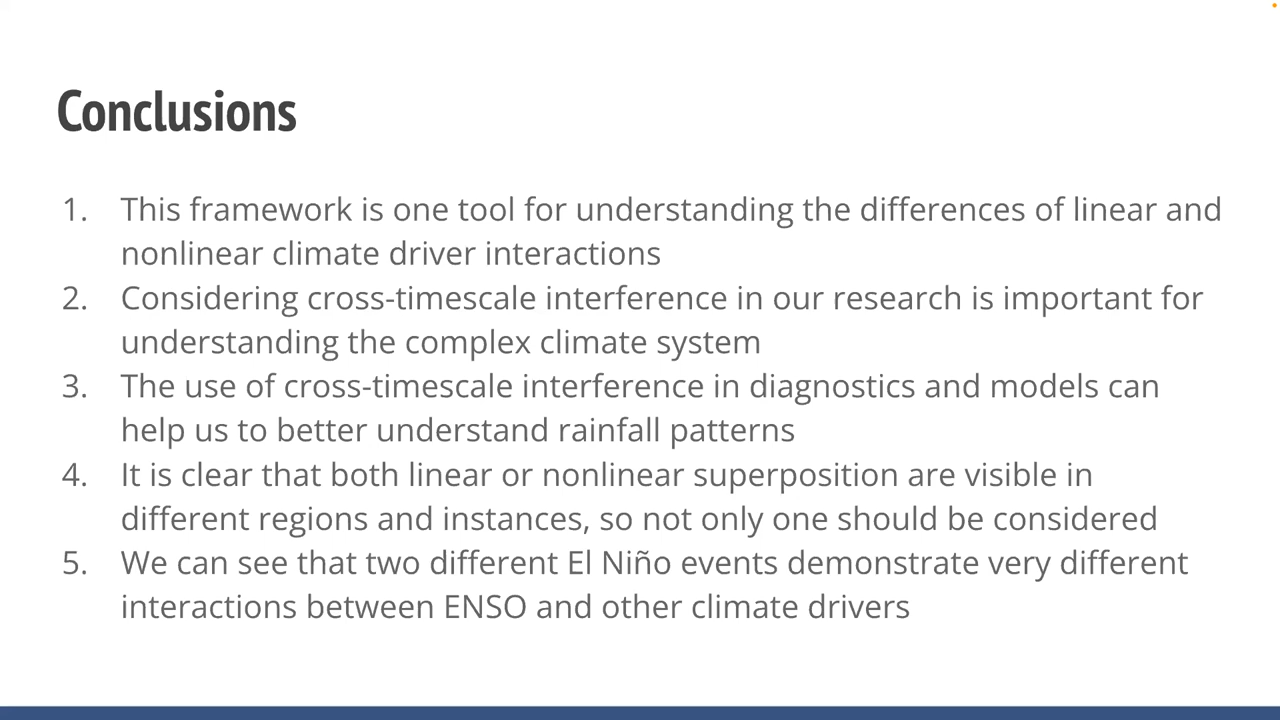 Conclusions
1. This framework is one tool for understanding the differences of linear and
nonlinear climate driver interactions
2. Considering cross-timescale interference in our research is important for
understanding the complex climate system
3. The use of cross-timescale interference in diagnostics and models can
help us to better understand rainfall patterns
4. It is clear that both linear or nonlinear superposition are visible in
different regions and instances, so not only one should be considered
5. We can see that two different El Niño events demonstrate very different
interactions between ENSO and other climate drivers